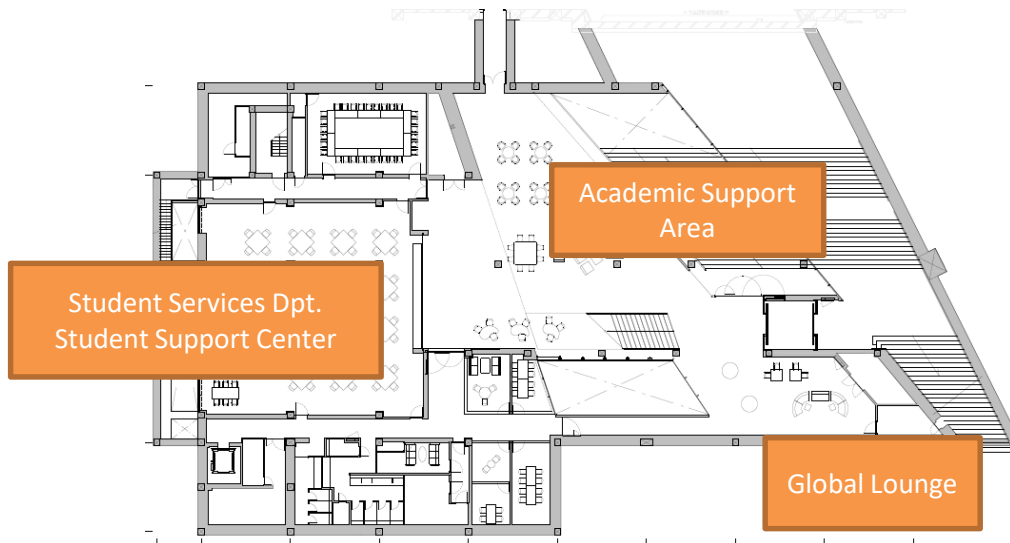 Academic Support
Area
Student Services Dpt.
Student Support Center
Global Lounge